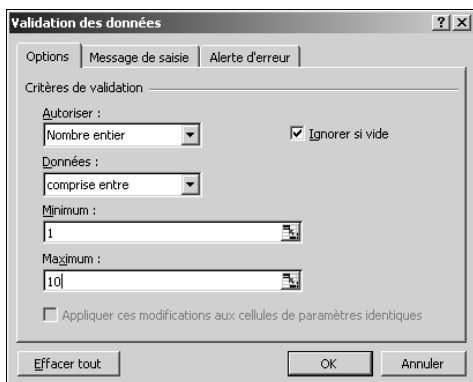 Validation des données
Options Message de saisie Alerte d'erreur
Critères de validation
Autoriser :
Nombre entier Ignorer si vide
Données :
comprise entre
Minimum :
1
Maximum :
10
Appliquer ces modifications aux cellules de paramètres identiques
Effacer tout OK Annuler